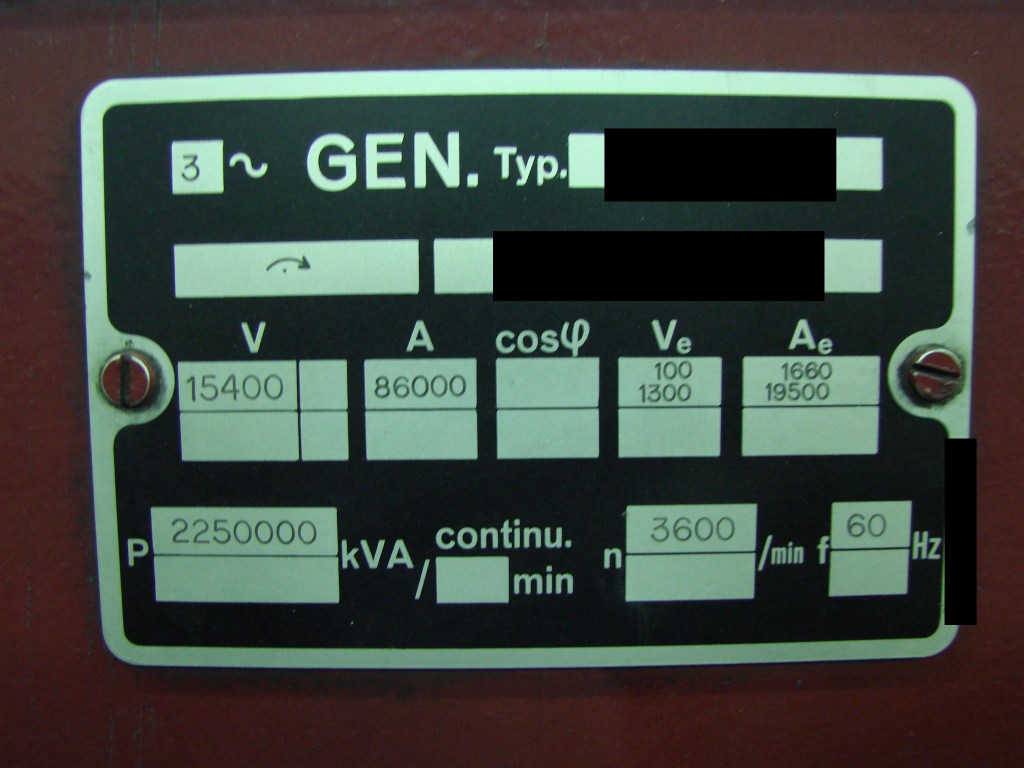 3 ~ GEN. Typ.
V A cosφ Ve Ae
15400 86000 100 1660
1300 19500
P 2250000 kVA / continu. min n 3600 /min f 60 Hz